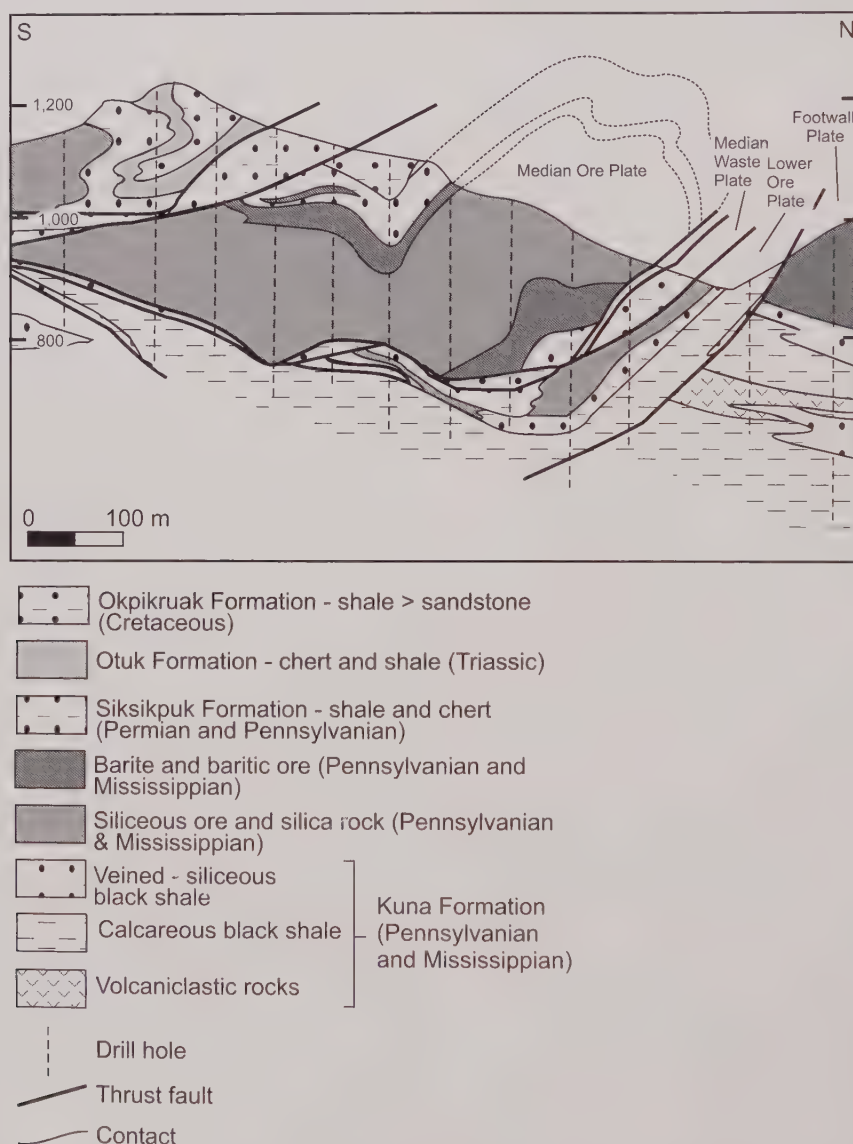 S
N
1,200
1,000
800
Median Ore Plate
Median
Waste
Plate
Lower
Ore
Plate
Footwall
Plate
0 100 m
Okpikruak Formation - shale > sandstone
(Cretaceous)
Otuk Formation - chert and shale (Triassic)
Siksikpuk Formation - shale and chert
(Permian and Pennsylvanian)
Barite and baritic ore (Pennsylvanian and
Mississippian)
Siliceous ore and silica rock (Pennsylvanian
& Mississippian)
Veined - siliceous
black shale
Calcareous black shale
Volcaniclastic rocks
Kuna Formation
(Pennsylvanian
and Mississippian)
Drill hole
Thrust fault
Contact